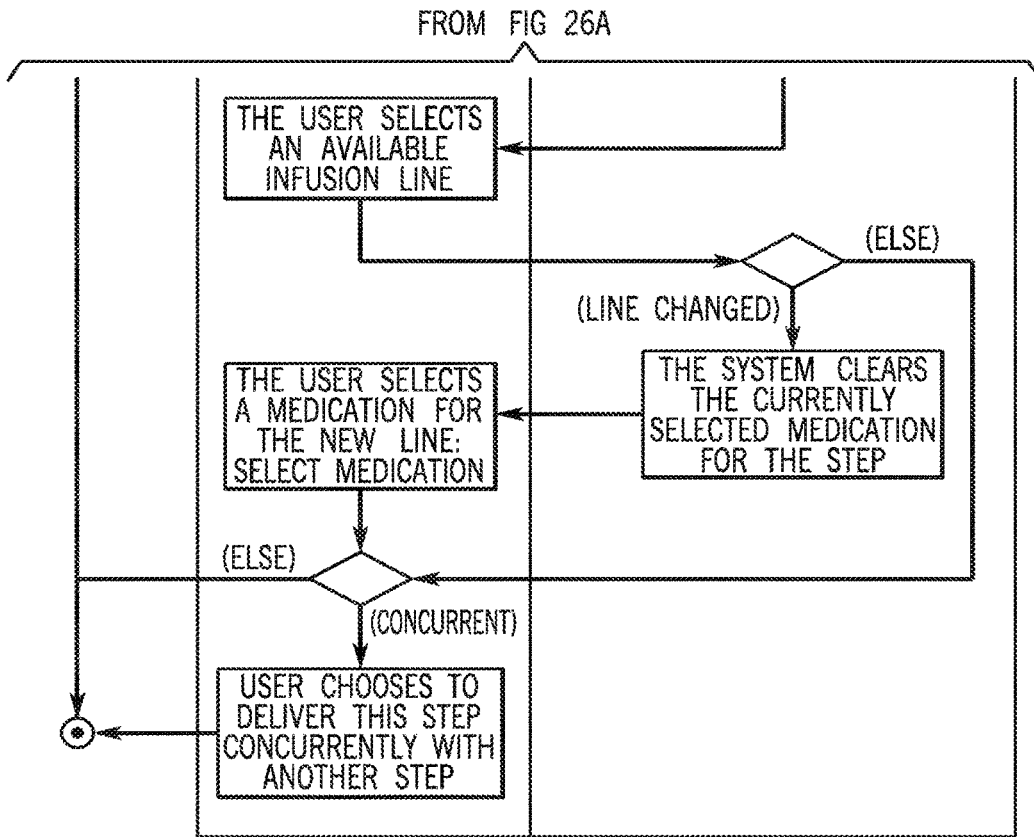 FROM FIG 26A
THE USER SELECTS
AN AVAILABLE
INFUSION LINE
(ELSE)
(LINE CHANGED)
THE USER SELECTS
A MEDICATION FOR
THE NEW LINE:
SELECT MEDICATION
THE SYSTEM CLEARS
THE CURRENTLY
SELECTED MEDICATION
FOR THE STEP
(ELSE)
(CONCURRENT)
USER CHOOSES TO
DELIVER THIS STEP
CONCURRENTLY WITH
ANOTHER STEP